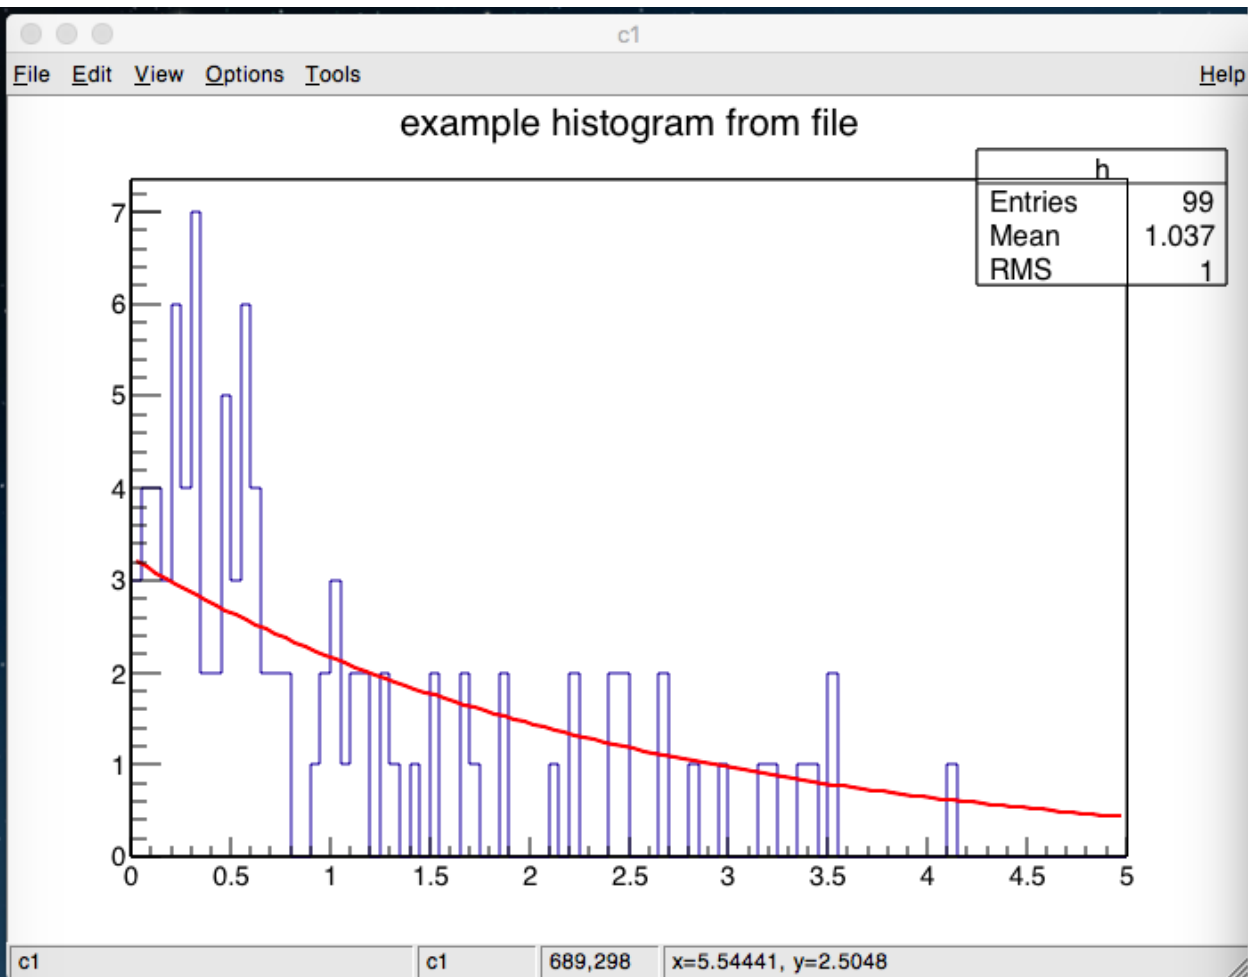 c1
File Edit View Options Tools Help
example histogram from file
h
Entries 99
Mean 1.037
RMS 1
7
6
5
4
3
2
1
0
0 0.5 1 1.5 2 2.5 3 3.5 4 4.5 5
c1 c1 689,298 x=5.54441, y=2.5048